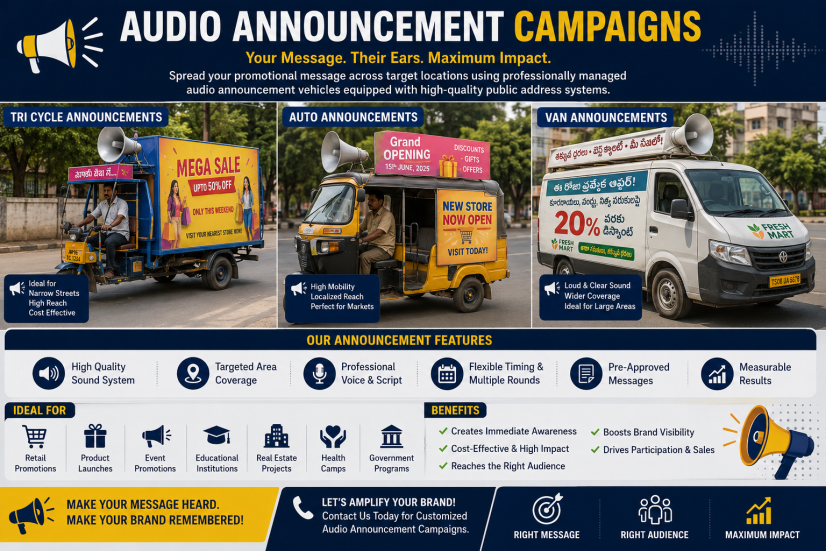 AUDIO ANNOUNCEMENT CAMPAIGNS
Your Message. Their Ears. Maximum Impact.
Spread your promotional message across target locations using professionally managed
audio announcement vehicles equipped with high-quality public address systems.
TRI CYCLE ANNOUNCEMENTS
MEGA SALE
UPTO 50% OFF
ONLY THIS WEEKEND
VISIT YOUR NEAREST STORE NOW!
Ideal for
Narrow Streets
High Reach
Cost Effective
AUTO ANNOUNCEMENTS
Grand
OPENING
15TH JUNE, 2025
DISCOUNTS
- GIFTS
- OFFERS
NEW STORE
NOW OPEN
VISIT TODAY!
High Mobility
Localized Reach
Perfect for Markets
VAN ANNOUNCEMENTS
తక్కువ ధరలు • బెస్ట్ క్వాలిటీ • మీ సేవలో!
ఈ రోజు ప్రత్యేక ఆఫర్!
20% వరకు
డిస్కౌంట్
FRESH
MART
FRESH
MART
TS08 UA 5678
Loud & Clear Sound
Wider Coverage
Ideal for Large Areas
OUR ANNOUNCEMENT FEATURES
High Quality
Sound System
Targeted Area
Coverage
Professional
Voice & Script
Flexible Timing &
Multiple Rounds
Pre-Approved
Messages
Measurable
Results
IDEAL FOR
Retail
Promotions
Product
Launches
Event
Promotions
Educational
Institutions
Real Estate
Projects
Health
Camps
Government
Programs
BENEFITS
Creates Immediate Awareness
Cost-Effective & High Impact
Reaches the Right Audience
Boosts Brand Visibility
Drives Participation & Sales
MAKE YOUR MESSAGE HEARD.
MAKE YOUR BRAND REMEMBERED!
LET'S AMPLIFY YOUR BRAND!
Contact Us Today for Customized
Audio Announcement Campaigns.
RIGHT MESSAGE
RIGHT AUDIENCE
MAXIMUM IMPACT